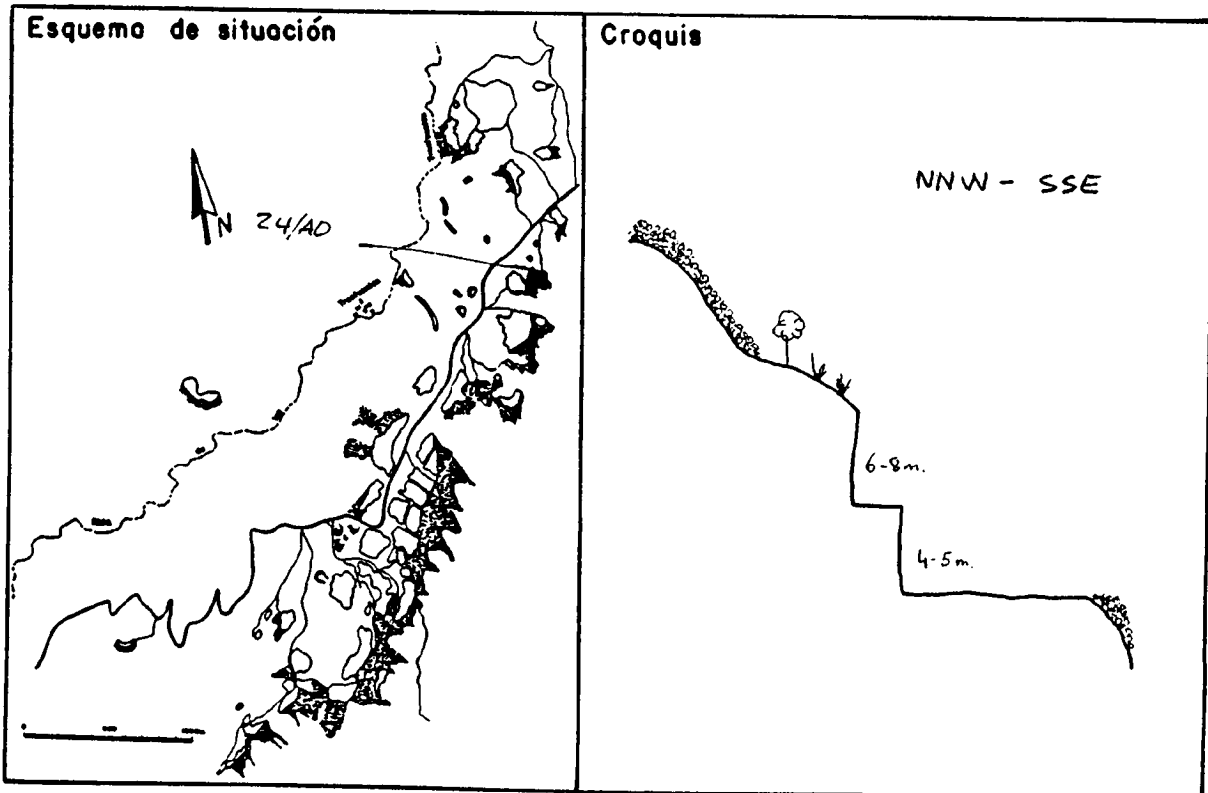 Esquema de situación
N 24/AD
Croquis
NNW - SSE
6-8m.
4-5m.